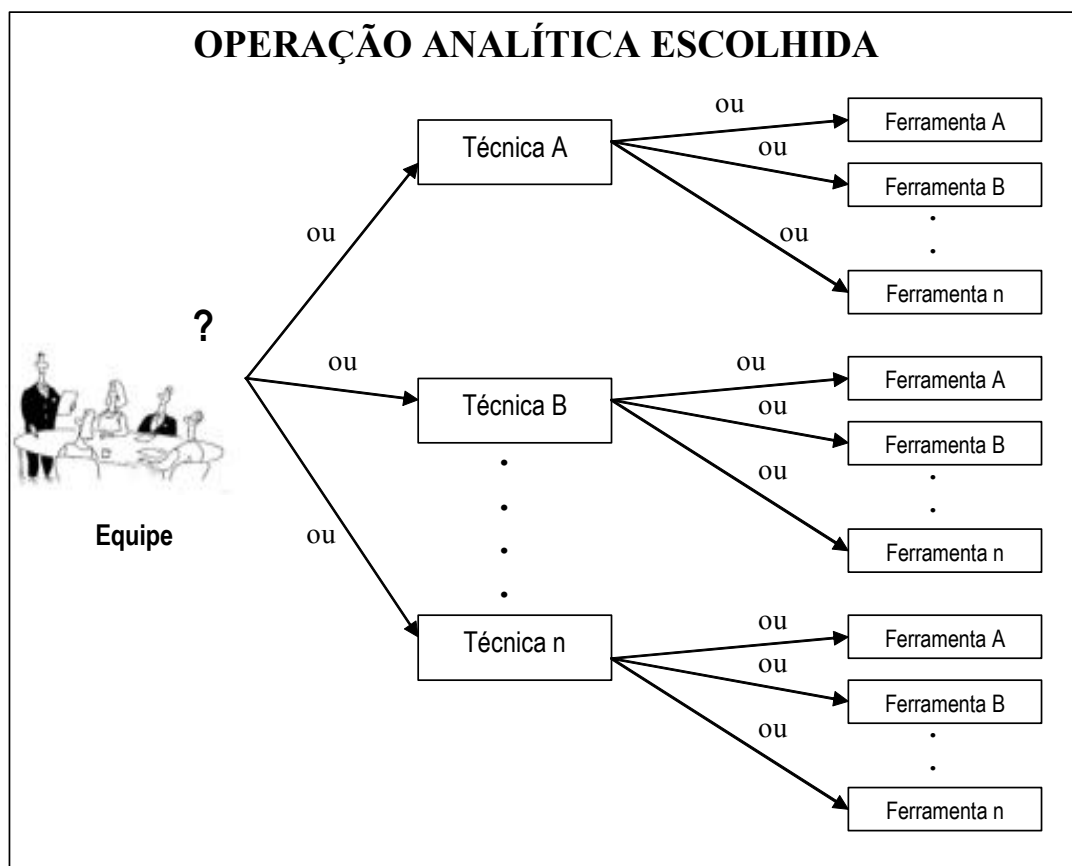 OPERAÇÃO ANALÍTICA ESCOLHIDA
ou
Ferramenta A
Técnica A
ou
Ferramenta B
ou
ou
Ferramenta n
?
ou
ou
Ferramenta A
Técnica B
ou
Ferramenta B
ou
ou
Equipe
Ferramenta n
ou
Ferramenta A
Técnica n
ou
Ferramenta B
ou
Ferramenta n